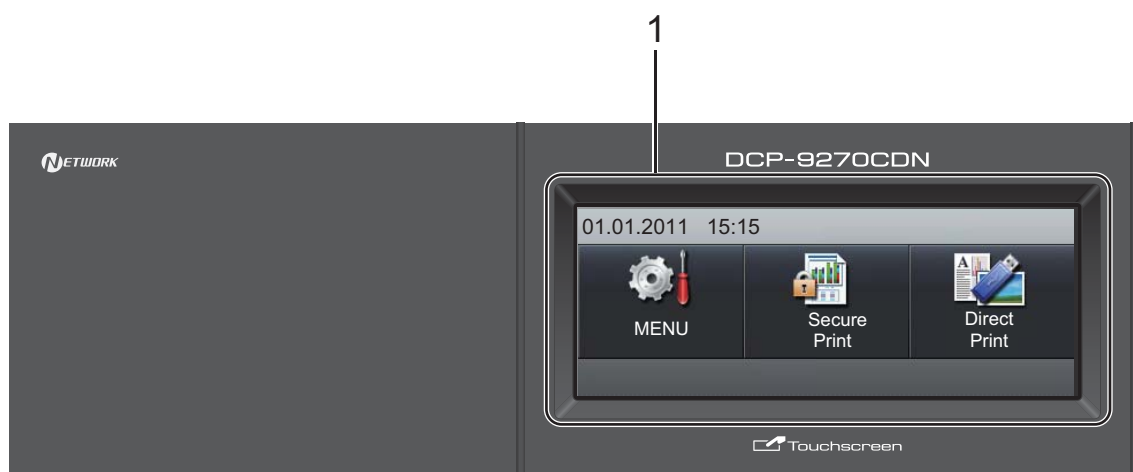 1
NETWORK
DCP-9270CDN
01.01.2011 15:15
MENU
Secure
Print
Direct
Print
Touchscreen